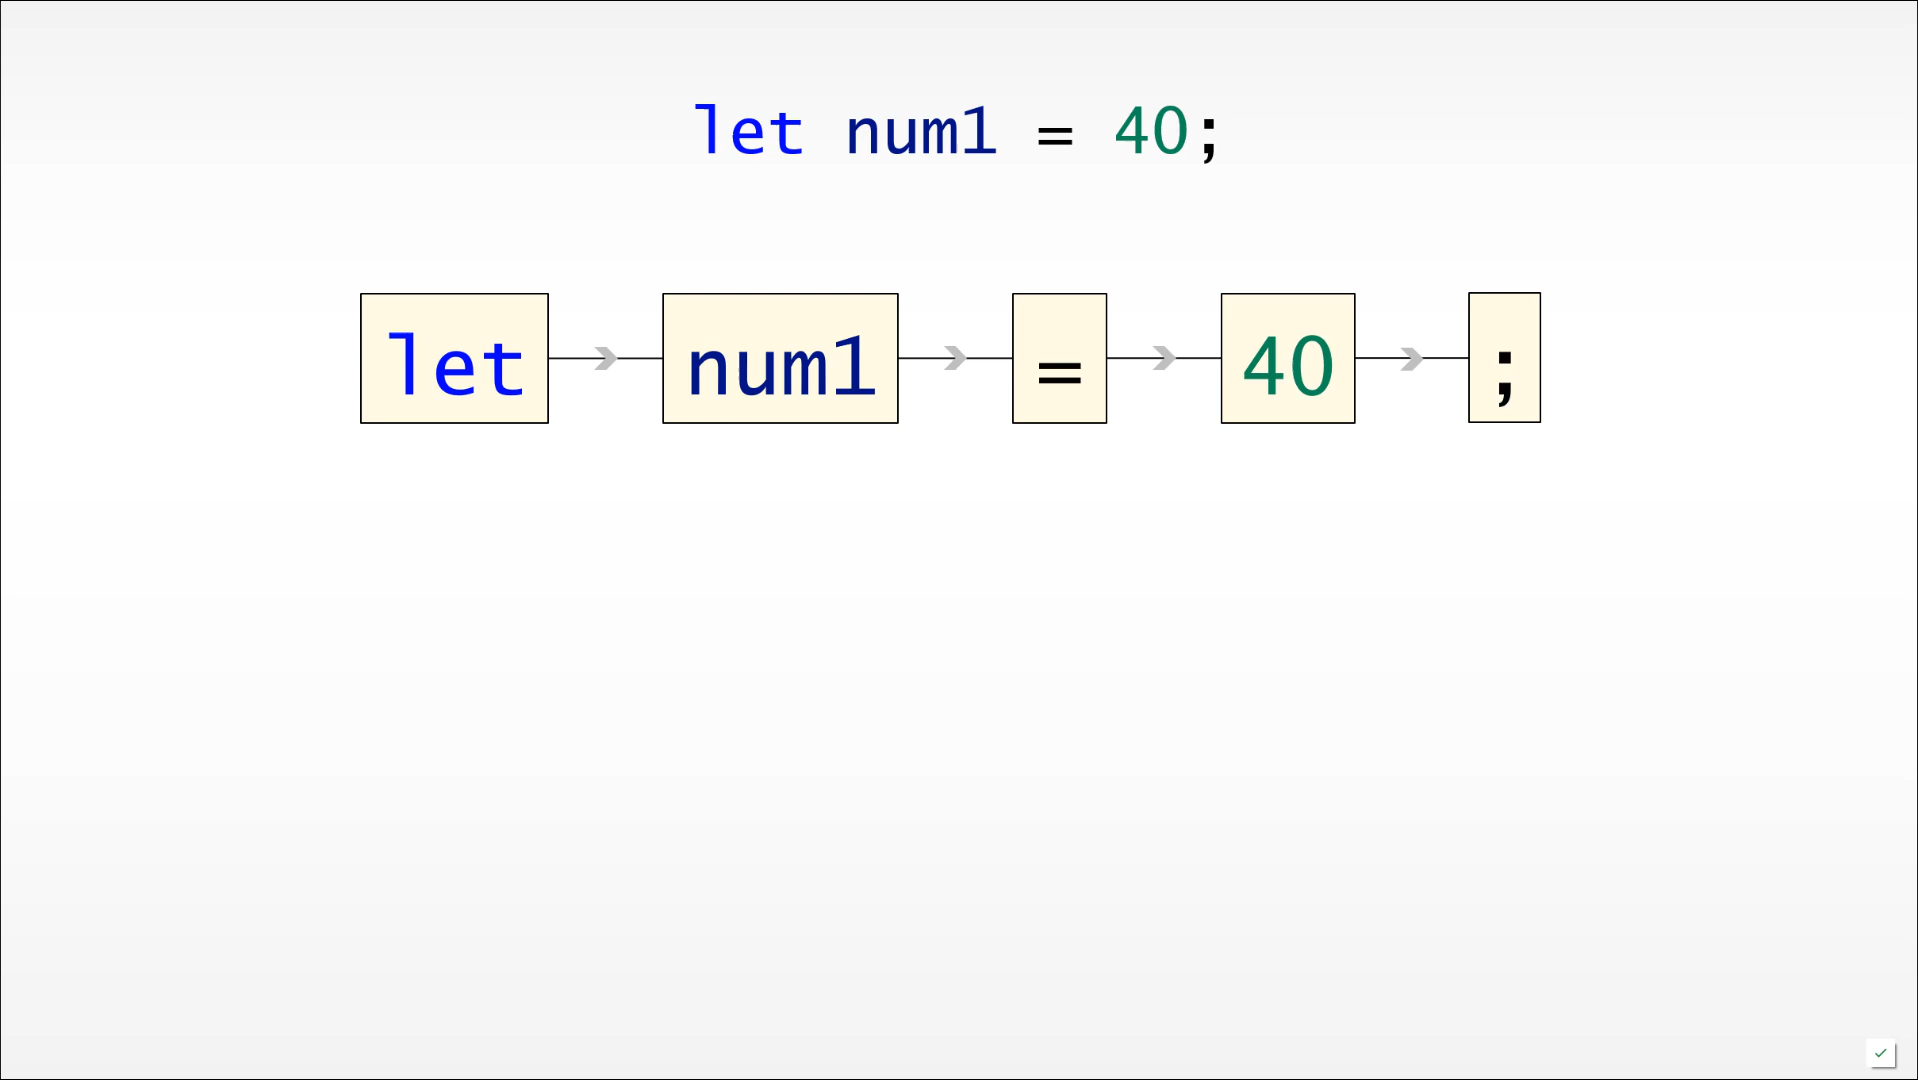 let num1 = 40;
let num1 = 40 ;